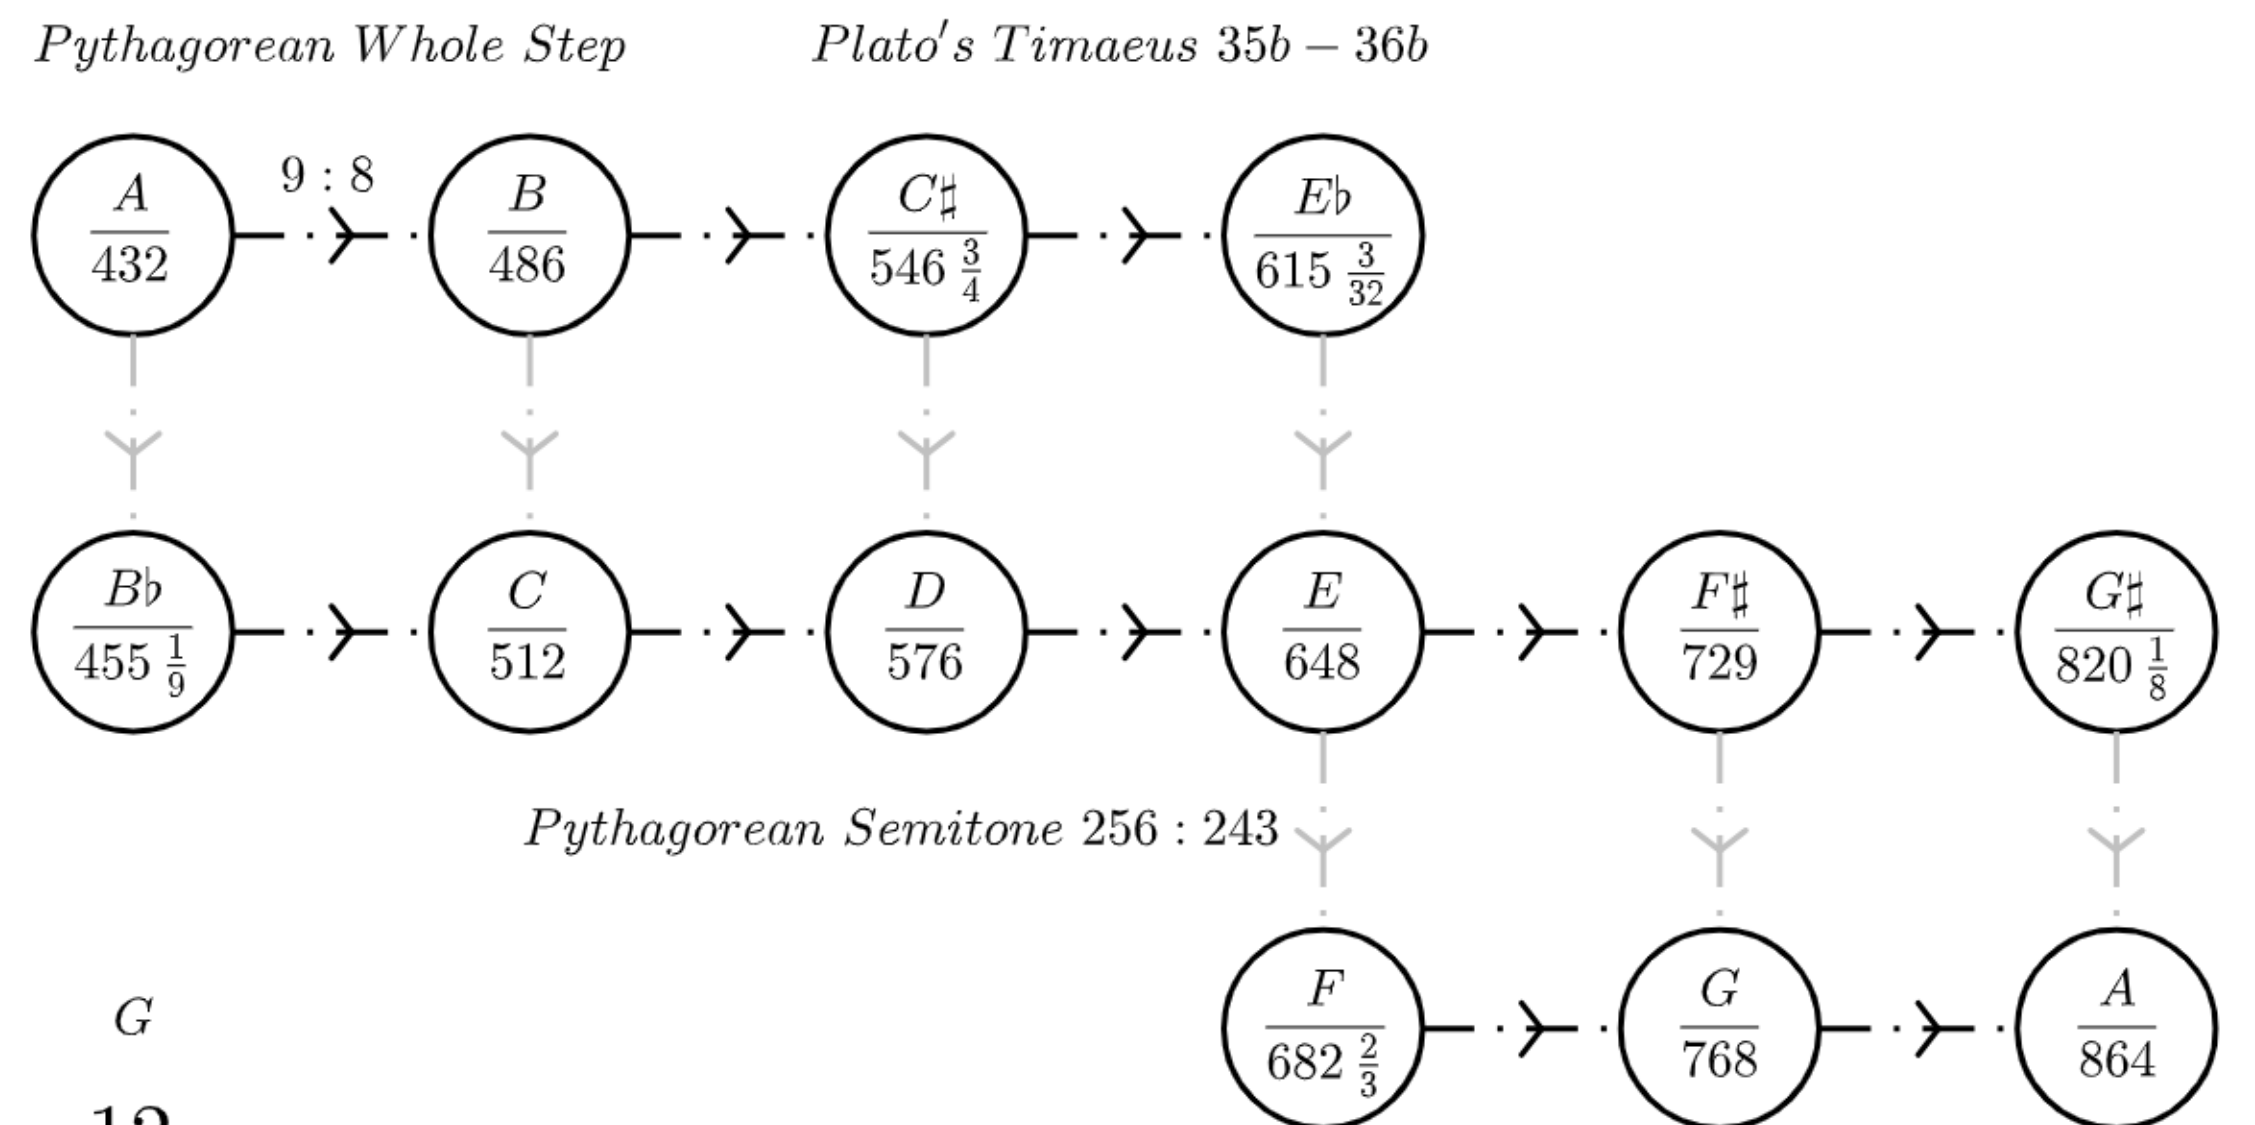 Pythagorean Whole Step Plato's Timaeus 35b – 36b
9 : 8
A B C♯ E♭
432 486 546 3/4 615 3/32
B♭ C D E F♯ G♯
455 1/9 512 576 648 729 820 1/8
Pythagorean Semitone 256 : 243
F G A
G
682 2/3 768 864